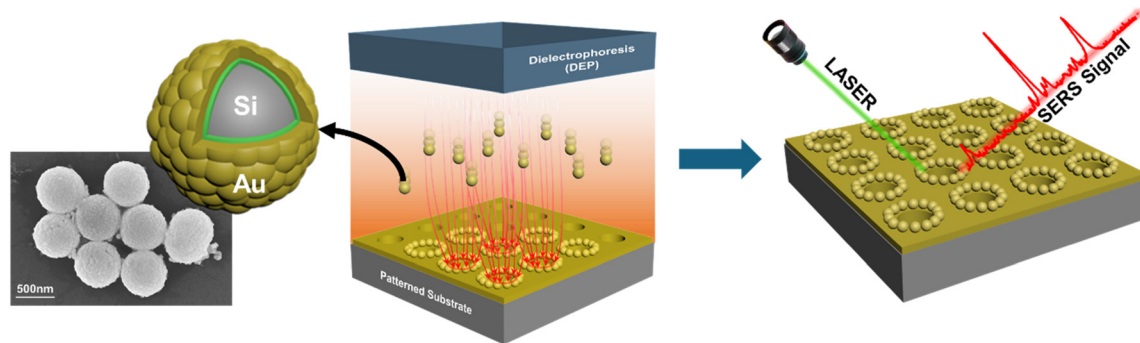 Si
Au
500nm
Dielectrophoresis
(DEP)
Patterned Substrate
LASER
SERS Signal